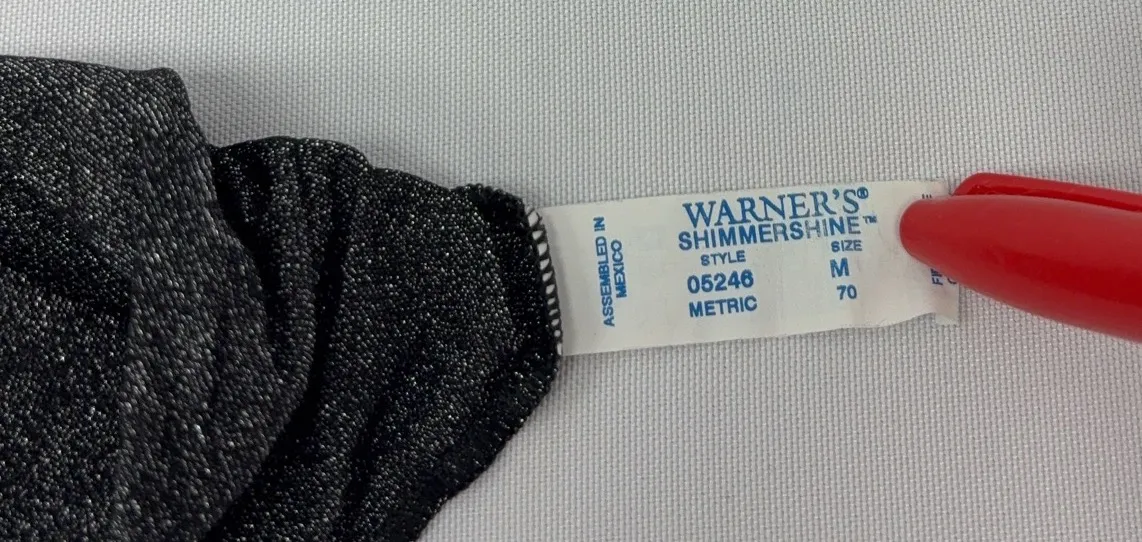 WARNER'S®
SHIMMERSHINE™
STYLE SIZE
05246 M
METRIC 70
ASSEMBLED IN
MEXICO